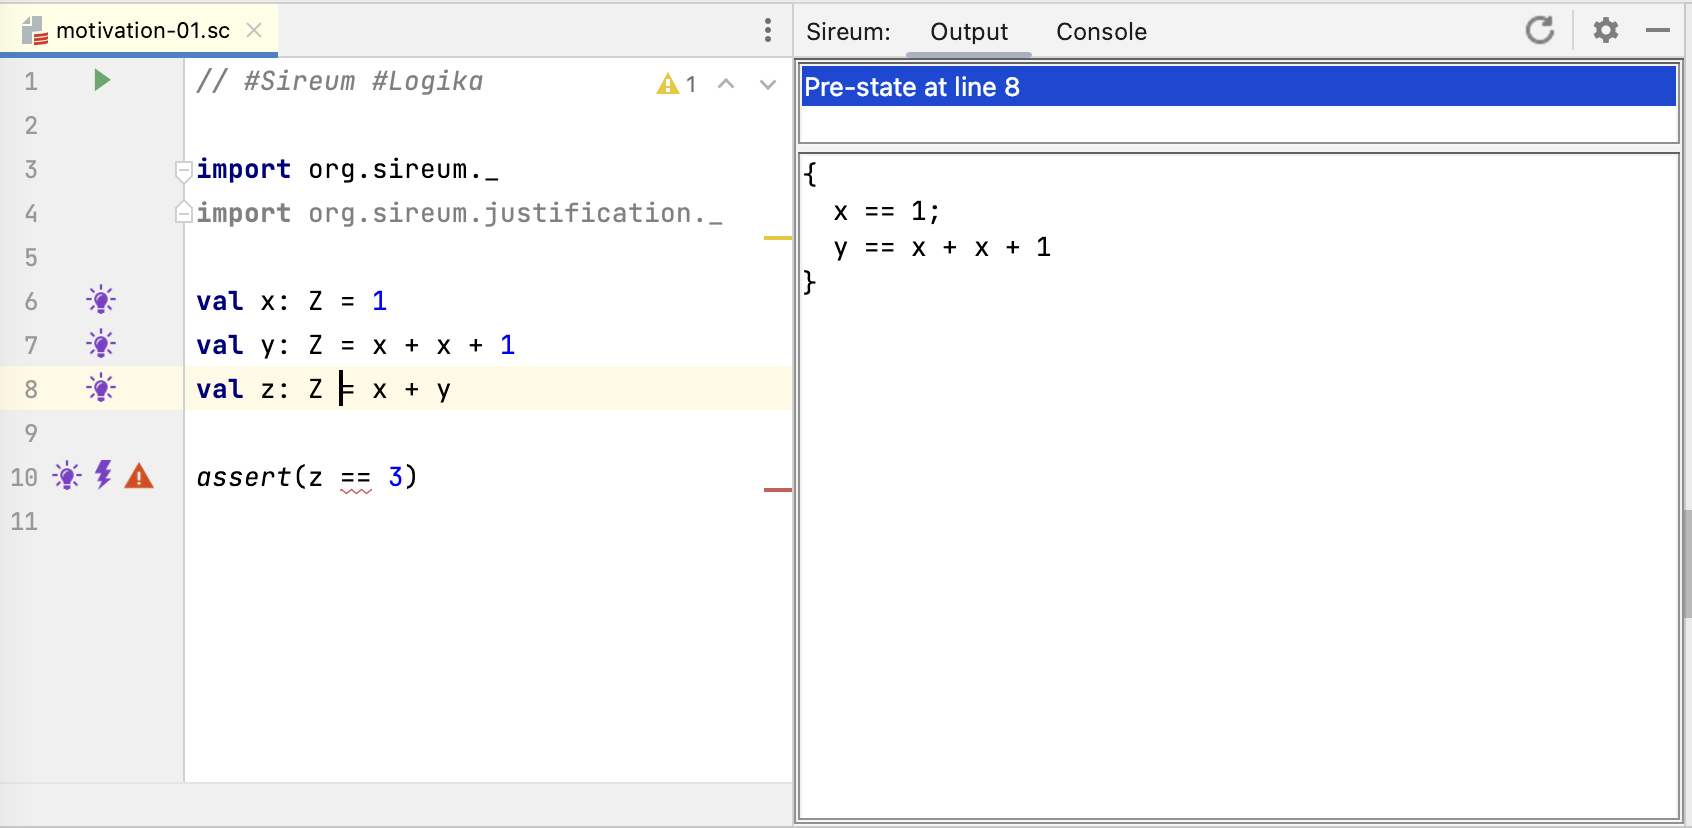 motivation-01.sc
Sireum: Output Console
1 // #Sireum #Logika 1
2
3 import org.sireum._
4 import org.sireum.justification._
5
6 val x: Z = 1
7 val y: Z = x + x + 1
8 val z: Z = x + y
9
10 assert(z == 3)
11
Pre-state at line 8
{
x == 1;
y == x + x + 1
}